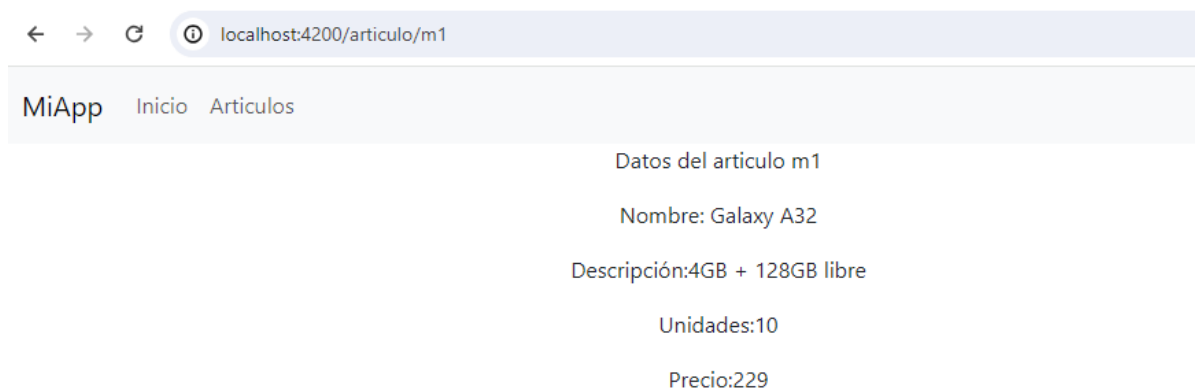 localhost:4200/articulo/m1
MiApp Inicio Articulos
Datos del articulo m1
Nombre: Galaxy A32
Descripción:4GB + 128GB libre
Unidades:10
Precio:229